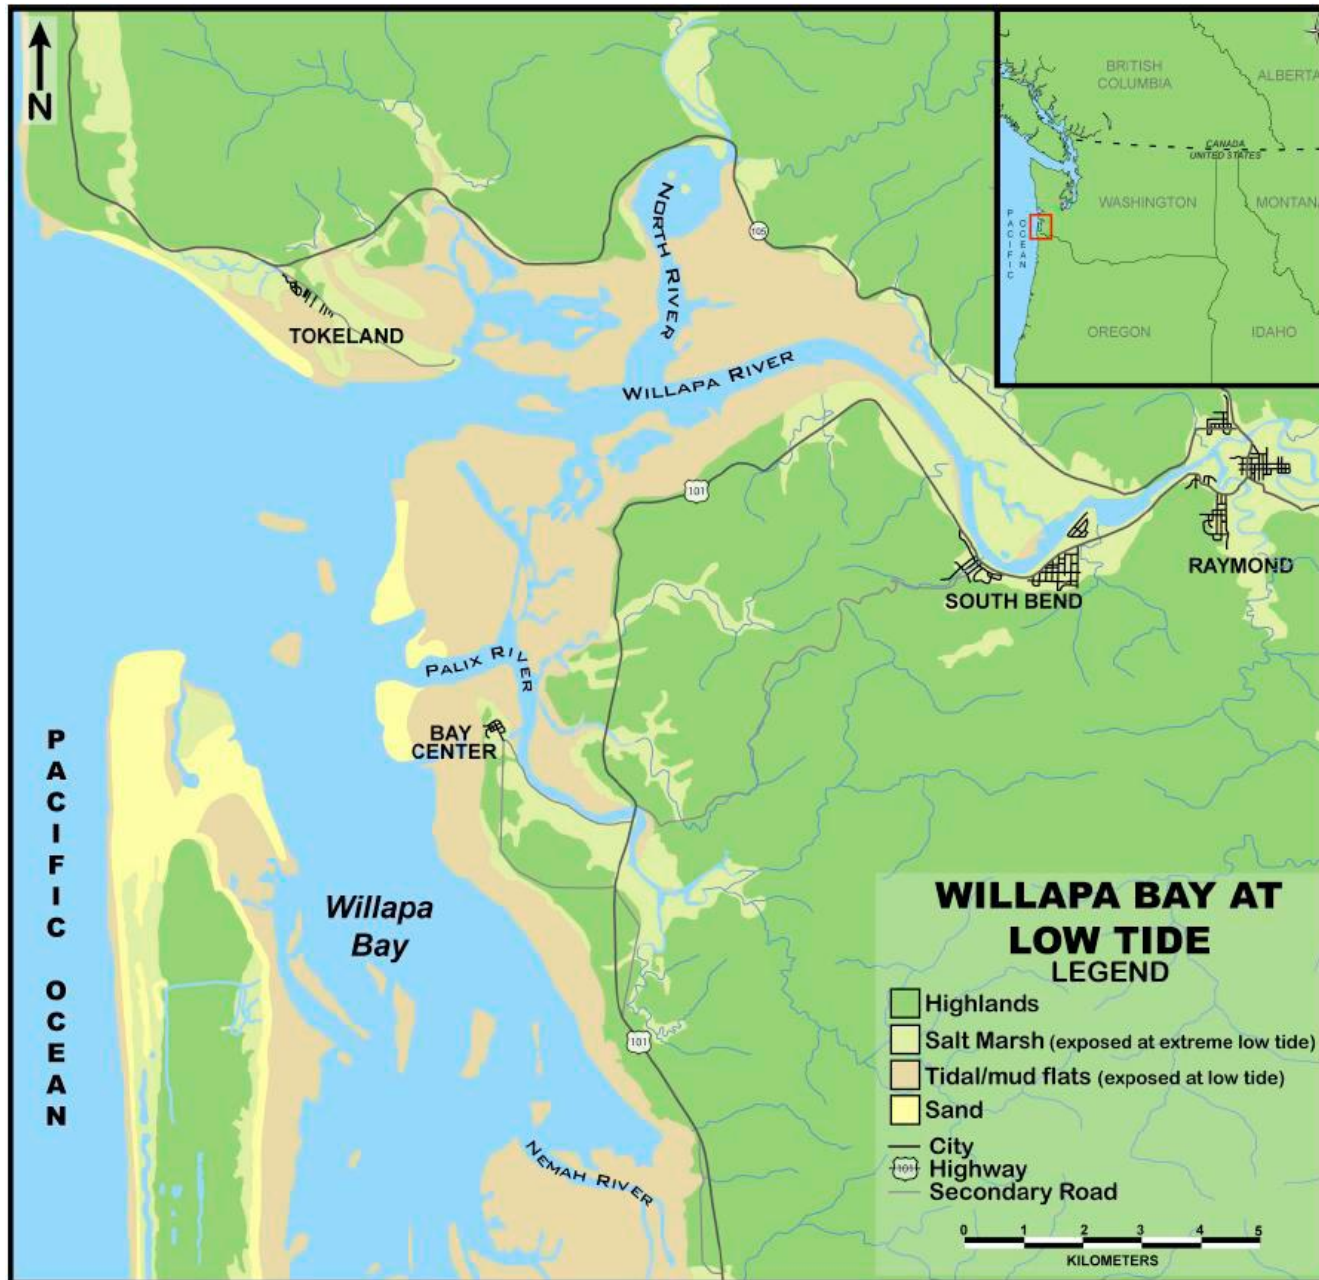 N
BRITISH
COLUMBIA
ALBERTA
CANADA
UNITED STATES
WASHINGTON
MONTANA
PACIFIC
OCEAN
OREGON
IDAHO
NORTH RIVER
105
TOKELAND
WILLAPA RIVER
101
RAYMOND
SOUTH BEND
PALIX RIVER
BAY
CENTER
PACIFIC OCEAN
Willapa
Bay
101
NEMAH RIVER
WILLAPA BAY AT
LOW TIDE
LEGEND
Highlands
Salt Marsh (exposed at extreme low tide)
Tidal/mud flats (exposed at low tide)
Sand
City
101 Highway
Secondary Road
0 1 2 3 4 5
KILOMETERS